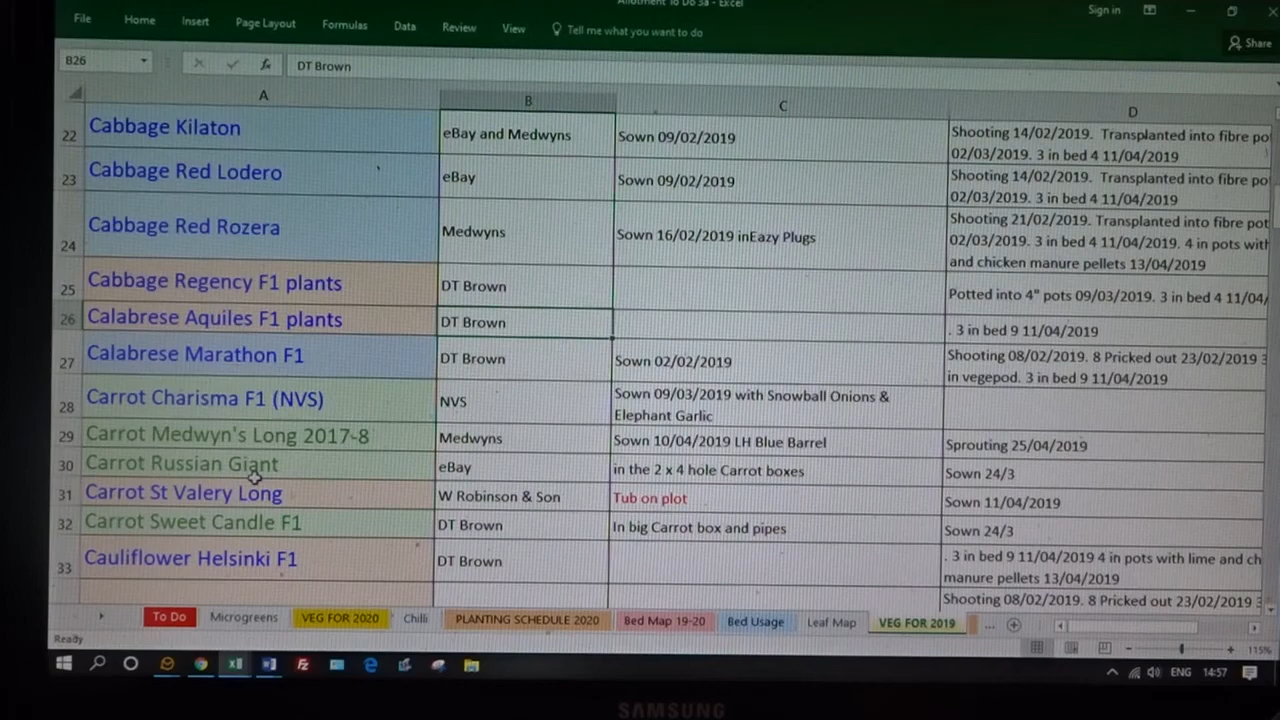 Allotment To Do 3a - Excel
Sign in
File Home Insert Page Layout Formulas Data Review View Tell me what you want to do
Share
B26 fx DT Brown
A B C D
22 Cabbage Kilaton eBay and Medwyns Sown 09/02/2019 Shooting 14/02/2019. Transplanted into fibre po
02/03/2019. 3 in bed 4 11/04/2019
23 Cabbage Red Lodero eBay Sown 09/02/2019 Shooting 14/02/2019. Transplanted into fibre pot
02/03/2019. 3 in bed 4 11/04/2019
24 Cabbage Red Rozera Medwyns Sown 16/02/2019 inEazy Plugs Shooting 21/02/2019. Transplanted into fibre pot
02/03/2019. 3 in bed 4 11/04/2019. 4 in pots with
and chicken manure pellets 13/04/2019
25 Cabbage Regency F1 plants DT Brown Potted into 4" pots 09/03/2019. 3 in bed 4 11/04/
26 Calabrese Aquiles F1 plants DT Brown . 3 in bed 9 11/04/2019
27 Calabrese Marathon F1 DT Brown Sown 02/02/2019 Shooting 08/02/2019. 8 Pricked out 23/02/2019 3
in vegepod. 3 in bed 9 11/04/2019
28 Carrot Charisma F1 (NVS) NVS Sown 09/03/2019 with Snowball Onions &
Elephant Garlic
29 Carrot Medwyn's Long 2017-8 Medwyns Sown 10/04/2019 LH Blue Barrel Sprouting 25/04/2019
30 Carrot Russian Giant eBay in the 2 x 4 hole Carrot boxes Sown 24/3
31 Carrot St Valery Long W Robinson & Son Tub on plot Sown 11/04/2019
32 Carrot Sweet Candle F1 DT Brown In big Carrot box and pipes Sown 24/3
33 Cauliflower Helsinki F1 DT Brown . 3 in bed 9 11/04/2019 4 in pots with lime and ch
manure pellets 13/04/2019
Shooting 08/02/2019. 8 Pricked out 23/02/2019 3
To Do Microgreens VEG FOR 2020 Chilli PLANTING SCHEDULE 2020 Bed Map 19-20 Bed Usage Leaf Map VEG FOR 2019 ...
Ready 115%
ENG 14:57
SAMSUNG